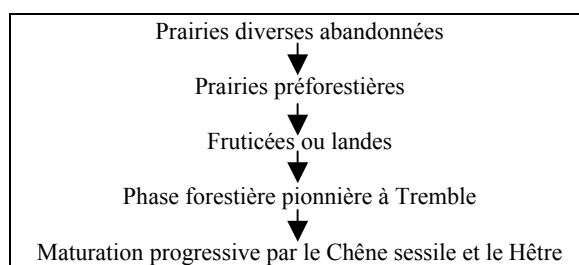 Prairies diverses abandonnées
Prairies préforestières
Fruticées ou landes
Phase forestière pionnière à Tremble
Maturation progressive par le Chêne sessile et le Hêtre